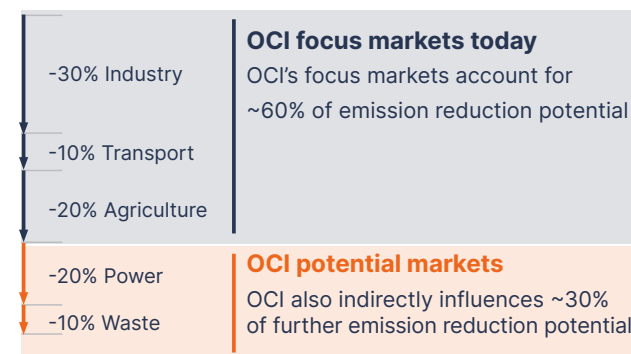 -30% Industry
-10% Transport
-20% Agriculture
OCI focus markets today
OCI’s focus markets account for
~60% of emission reduction potential
-20% Power
-10% Waste
OCI potential markets
OCI also indirectly influences ~30%
of further emission reduction potential